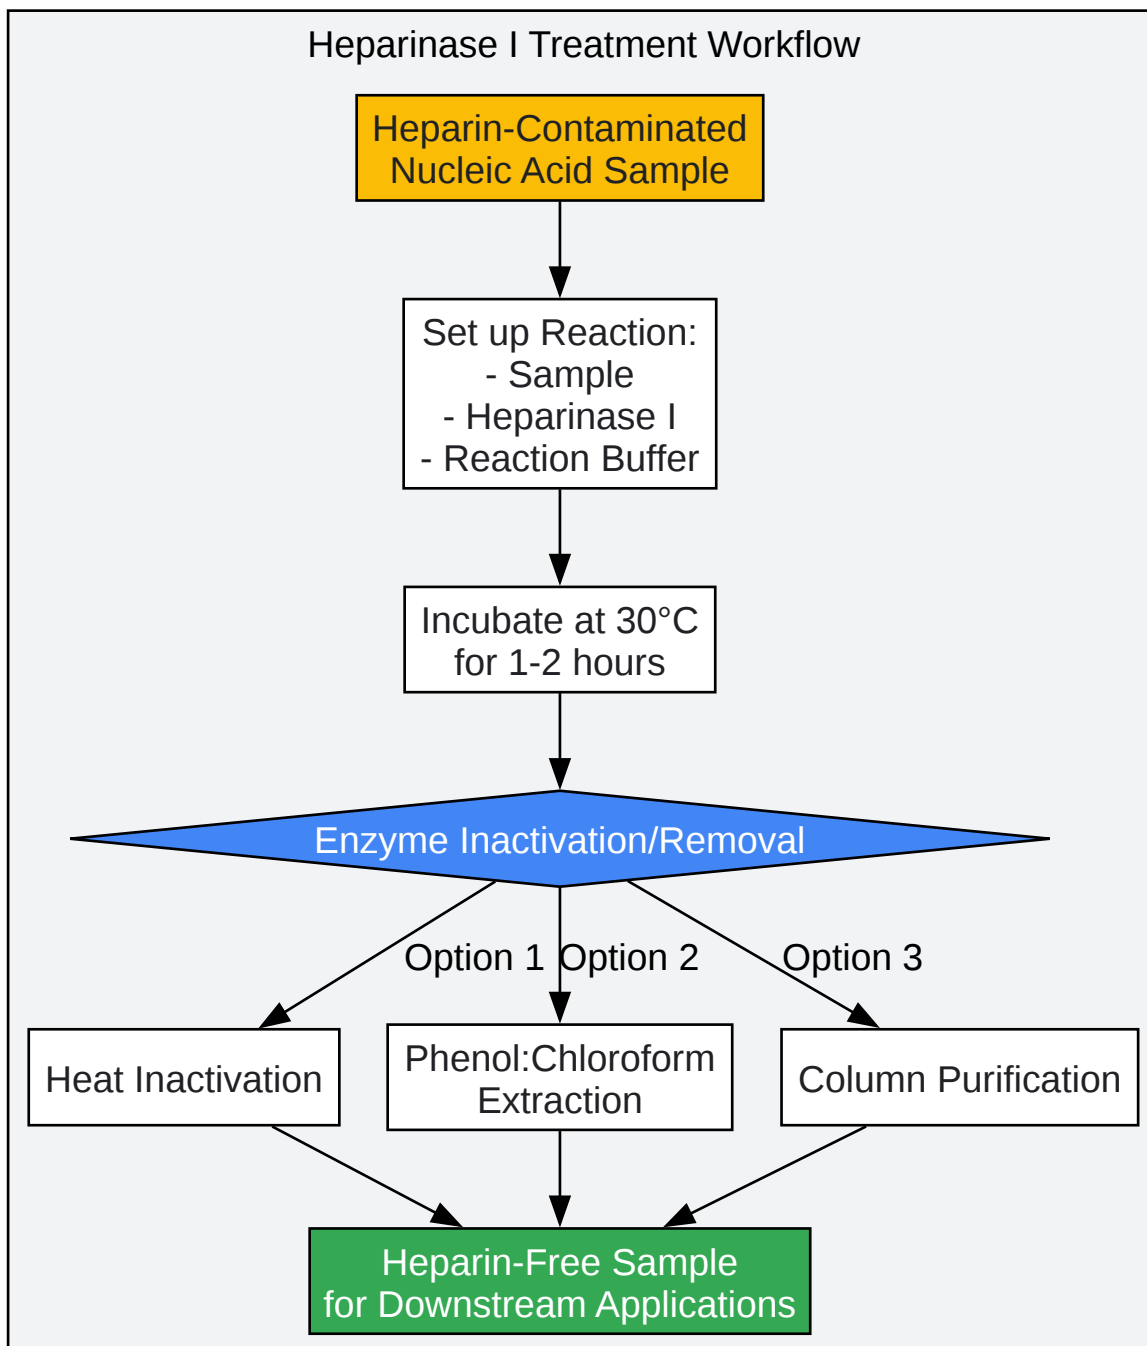 Heparinase I Treatment Workflow
Heparin-Contaminated
Nucleic Acid Sample
Set up Reaction:
- Sample
- Heparinase I
- Reaction Buffer
Incubate at 30°C
for 1-2 hours
Enzyme Inactivation/Removal
Option 1
Option 2
Option 3
Heat Inactivation
Phenol:Chloroform
Extraction
Column Purification
Heparin-Free Sample
for Downstream Applications